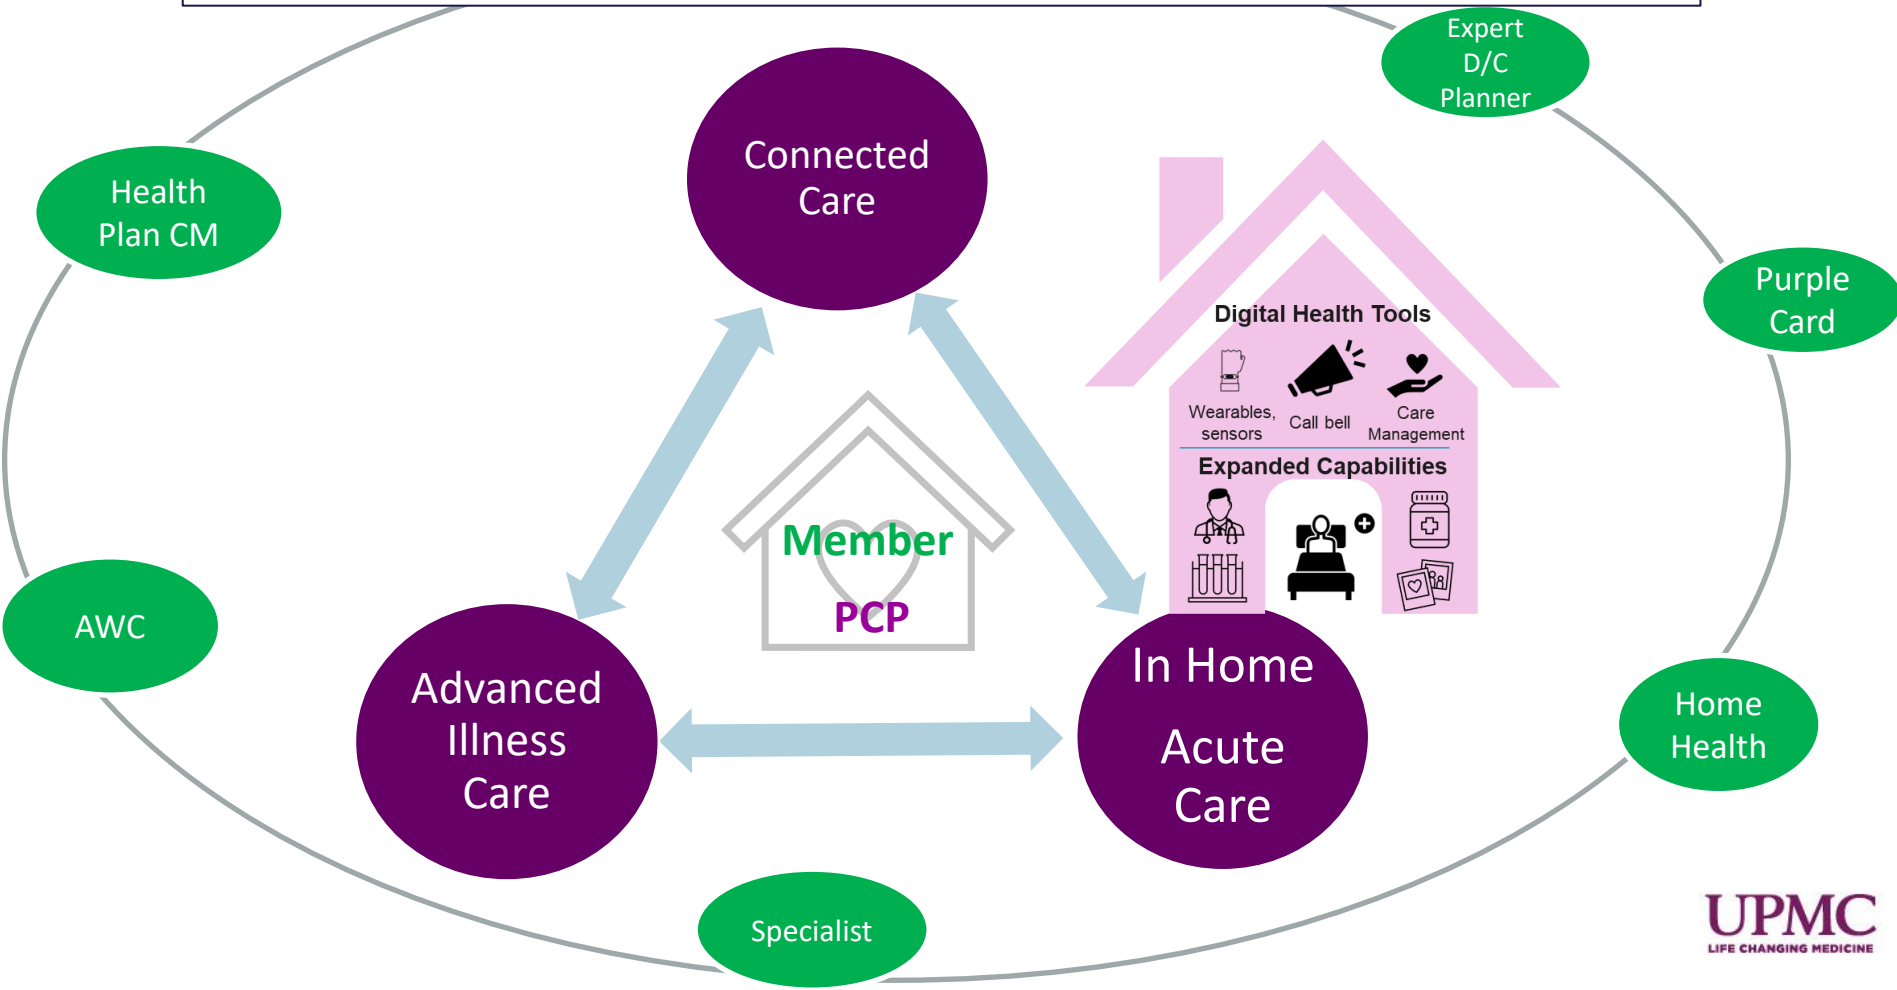 Expert
D/C
Planner
Connected
Care
Health
Plan CM
Purple
Card
Digital Health Tools
Wearables,
sensors
Call bell
Care
Management
Expanded Capabilities
Member
PCP
AWC
In Home
Acute
Care
Advanced
Illness
Care
Home
Health
Specialist
UPMC
LIFE CHANGING MEDICINE